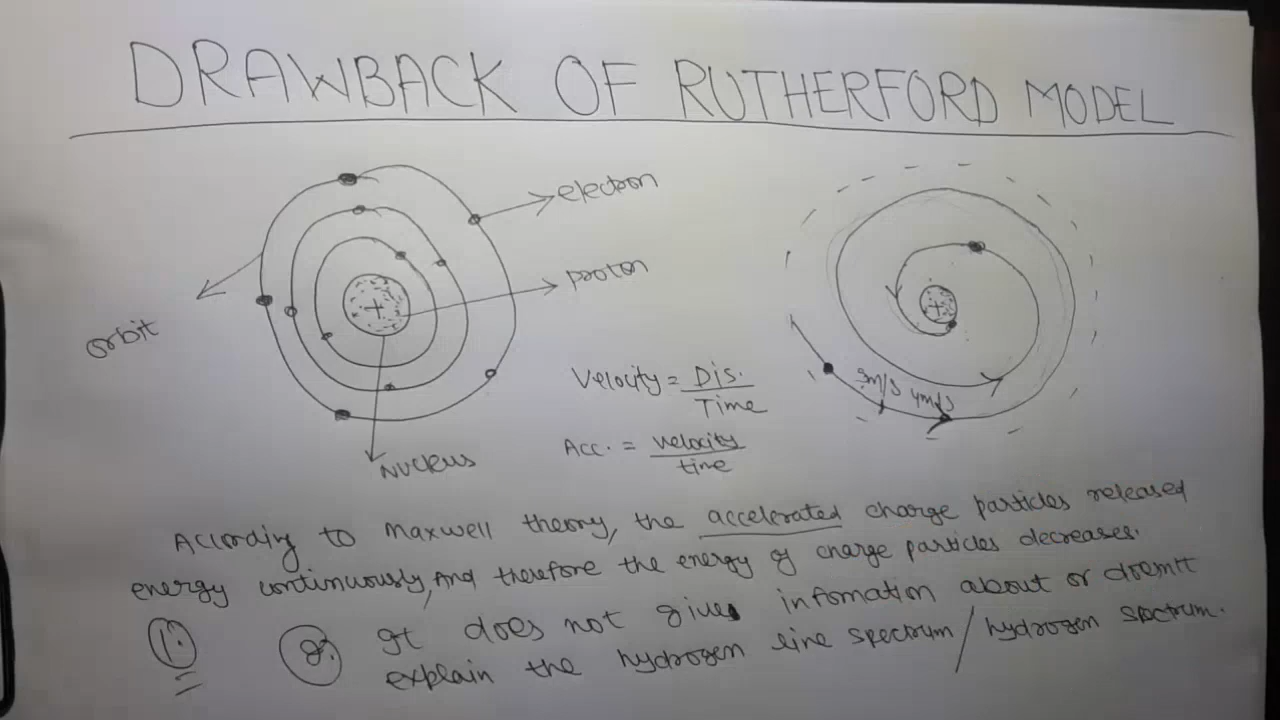 DRAWBACK OF RUTHERFORD MODEL
electron
proton
orbit
Nucleus
+
+
Velocity = Dis. / Time
Acc. = velocity / time
3m/s 4m/s
According to Maxwell theory, the accelerated charge particles released
energy continuously, And therefore the energy of charge particles decreases.
1.
2. It does not gives infomation about or doesn't
explain the hydrogen line spectrum / hydrogen spectrum.